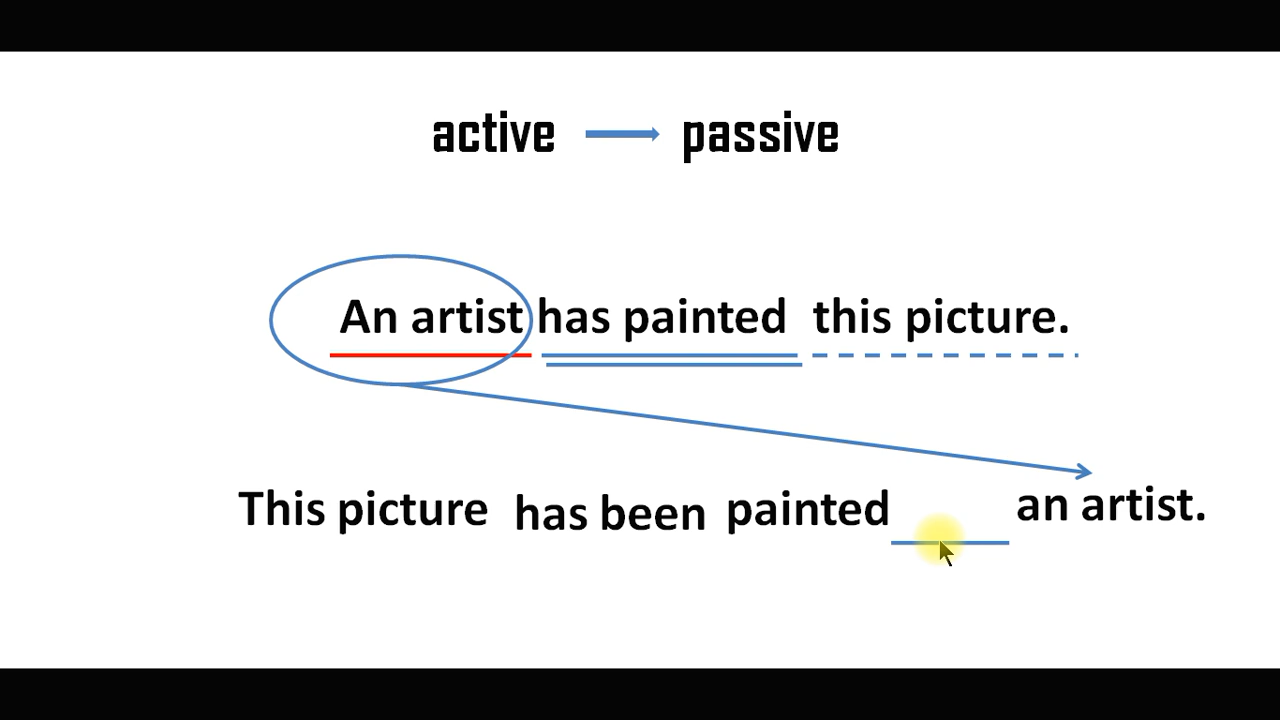 active passive
An artist has painted this picture.
This picture has been painted an artist.